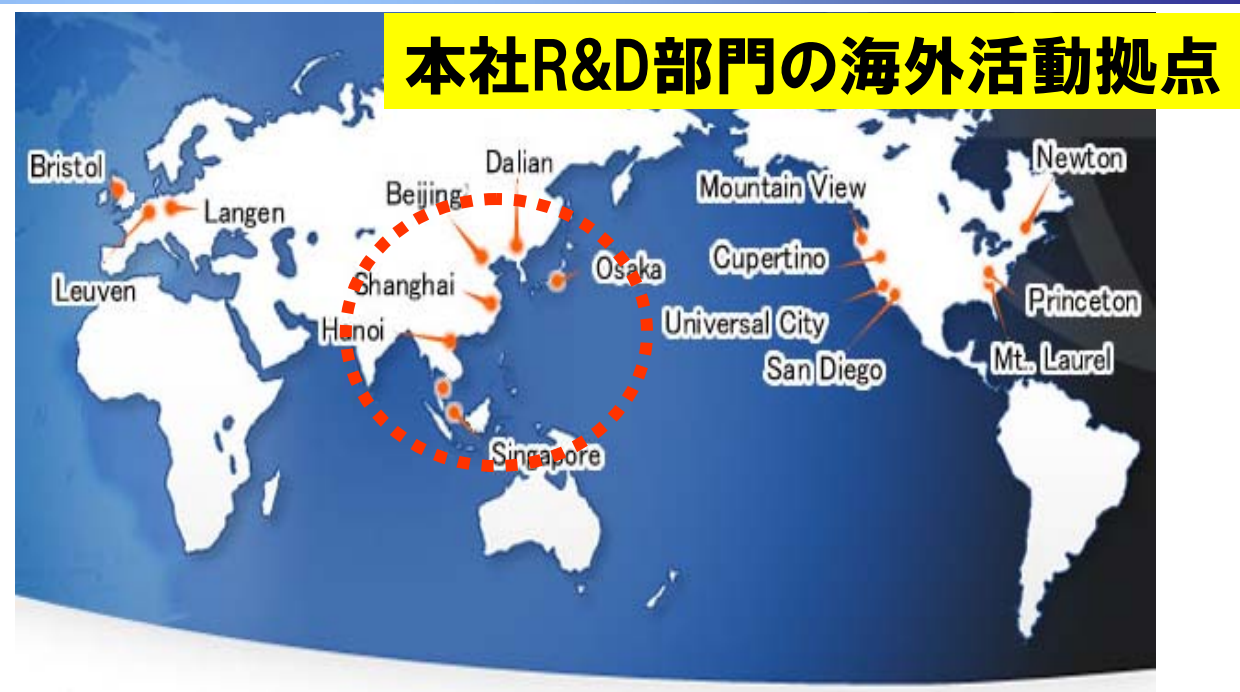 本社R&D部門の海外活動拠点
Bristol
Langen
Leuven
Dalian
Beijing
Shanghai
Osaka
Hanoi
Singapore
Newton
Mountain View
Cupertino
Universal City
San Diego
Princeton
Mt. Laurel